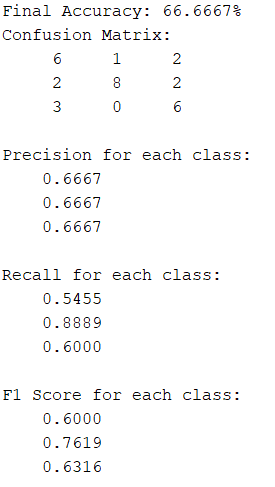 Final Accuracy: 66.6667%
Confusion Matrix:
6 1 2
2 8 2
3 0 6
Precision for each class:
0.6667
0.6667
0.6667
Recall for each class:
0.5455
0.8889
0.6000
F1 Score for each class:
0.6000
0.7619
0.6316